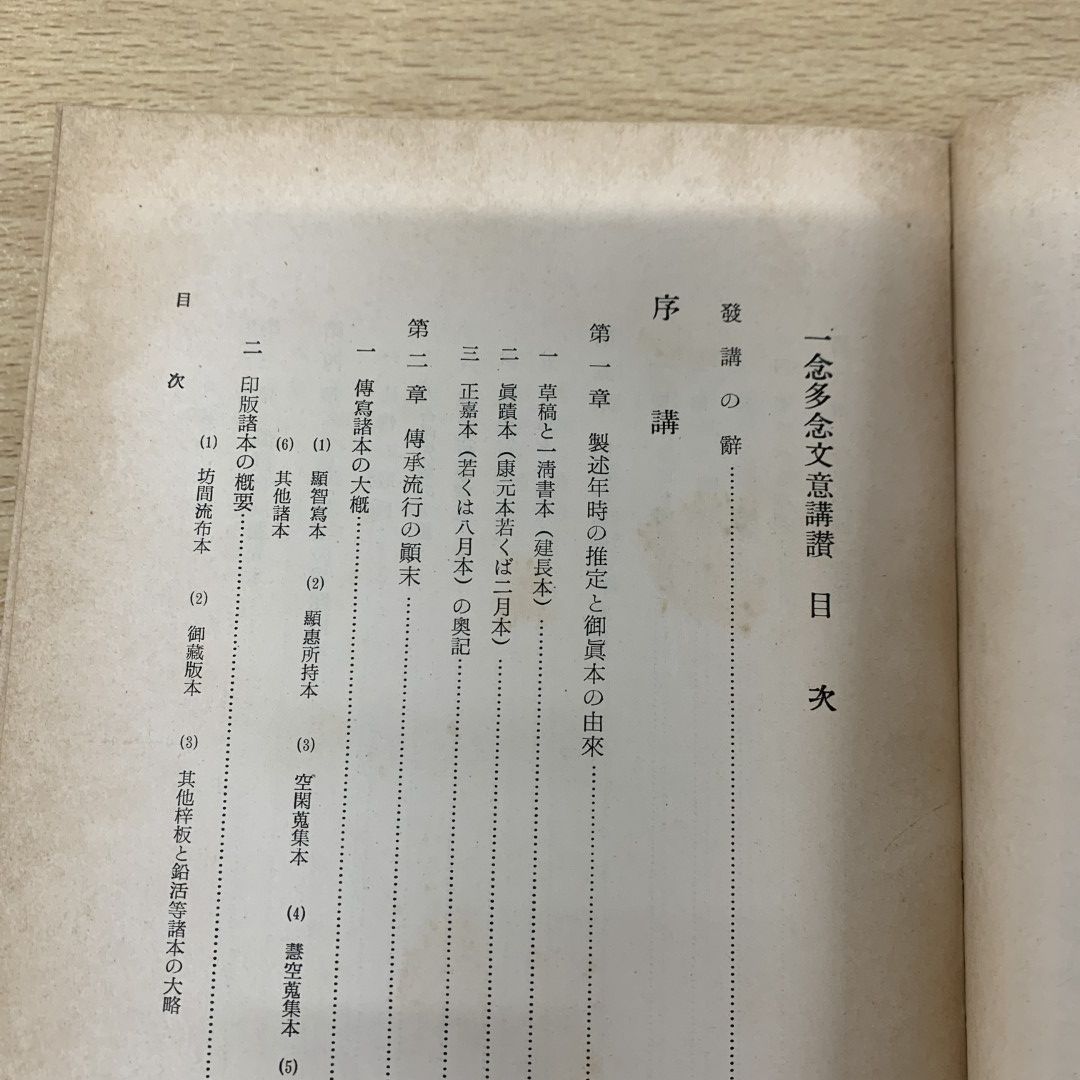 一念多念文意講讃　目　次
發講の辭……………
序　講
第一章　製述年時の推定と御眞本の由來……………
一　草稿と一淸書本（建長本）……………
二　眞蹟本（康元本若くば二月本）……………
三　正嘉本（若くは八月本）の奥記……………
第二章　傳承流行の顚末……………
一　傳寫諸本の大槪……………
(1) 顯智寫本　(2) 顯惠所持本　(3) 空閑蒐集本　(4) 慧空蒐集本　(5)
(6) 其他諸本
二　印版諸本の槪要……………
(1) 坊間流布本　(2) 御藏版本　(3) 其他梓板と鉛活等諸本の大略
目　次